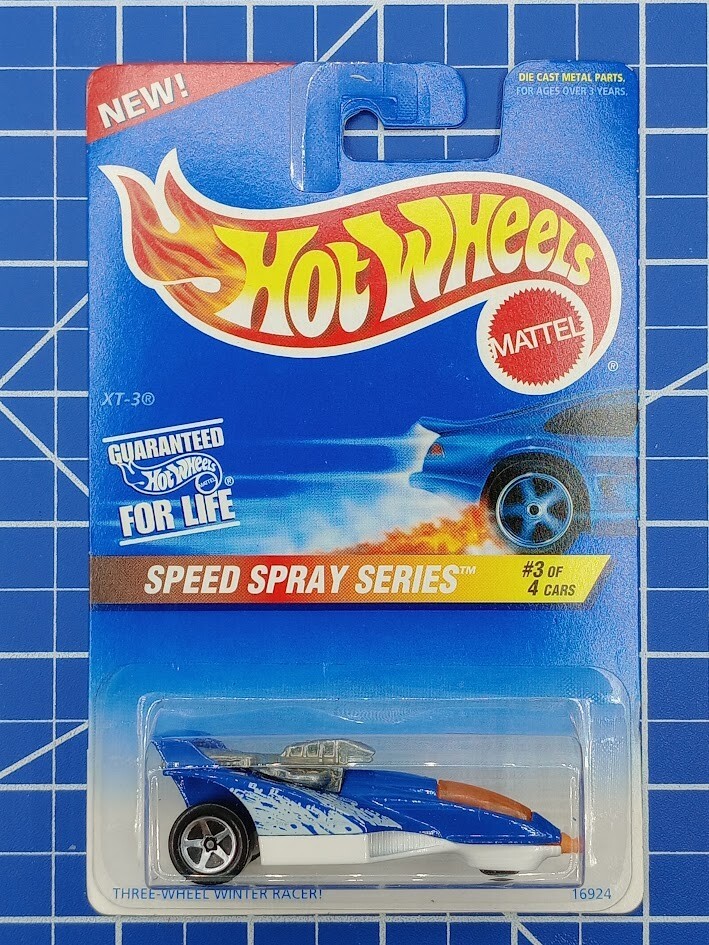 NEW!
DIE CAST METAL PARTS.
FOR AGES OVER 3 YEARS.
Hot Wheels
MATTEL
®
XT-3®
GUARANTEED
Hot Wheels
MATTEL
®
FOR LIFE
SPEED SPRAY SERIES™
#3 OF
4 CARS
THREE-WHEEL WINTER RACER!
16924